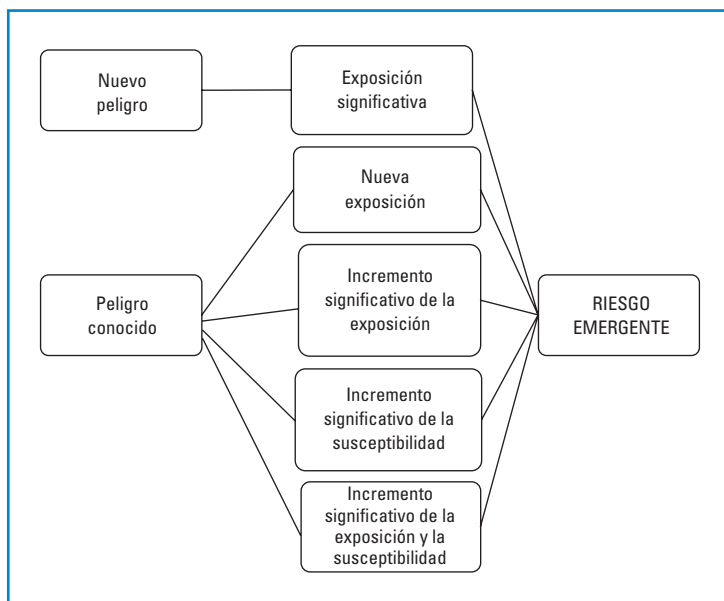 Nuevo
peligro
Exposición
significativa
Nueva
exposición
Peligro
conocido
Incremento
significativo de la
exposición
RIESGO
EMERGENTE
Incremento
significativo de la
susceptibilidad
Incremento
significativo de la
exposición y la
susceptibilidad